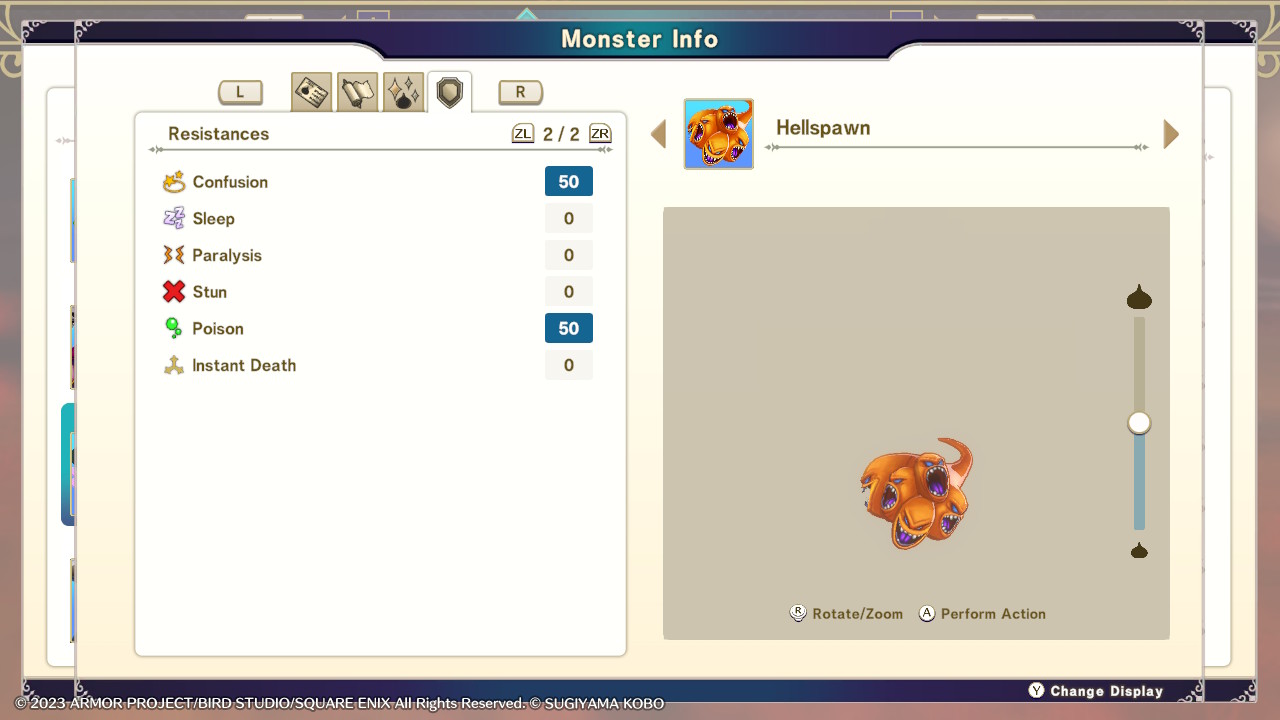 Monster Info
L
R
Resistances
ZL 2 / 2 ZR
Confusion 50
Sleep 0
Paralysis 0
Stun 0
Poison 50
Instant Death 0
Hellspawn
R Rotate/Zoom A Perform Action
Y Change Display
© 2023 ARMOR PROJECT/BIRD STUDIO/SQUARE ENIX All Rights Reserved. © SUGIYAMA KOBO